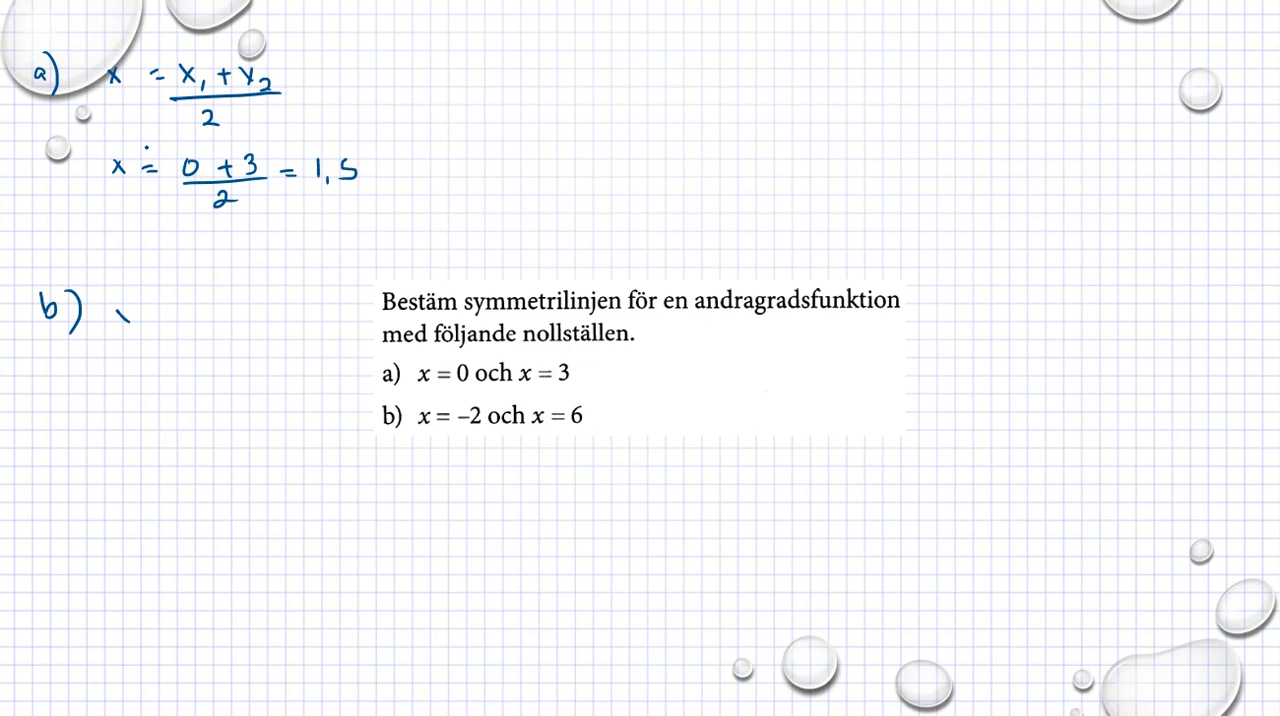 a) x = x₁ + x₂
2
x = 0 + 3 = 1,5
2
b)
Bestäm symmetrilinjen för en andragradsfunktion
med följande nollställen.
a) x = 0 och x = 3
b) x = –2 och x = 6